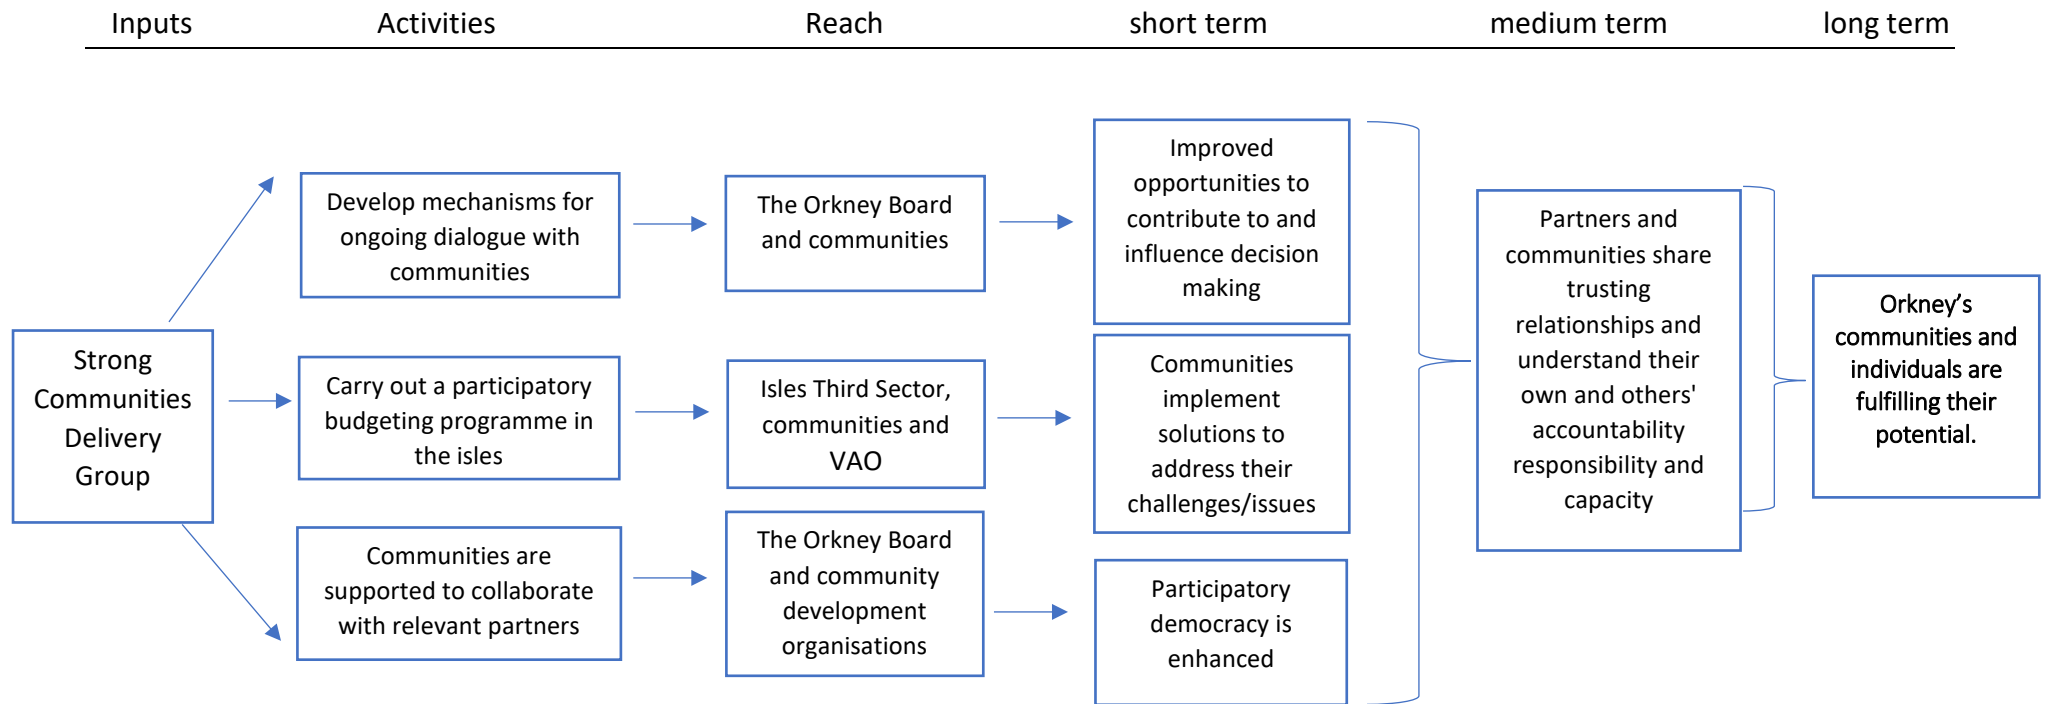 Inputs Activities Reach short term medium term long term
Strong
Communities
Delivery
Group
Develop mechanisms for
ongoing dialogue with
communities
The Orkney Board
and communities
Improved
opportunities to
contribute to and
influence decision
making
Carry out a participatory
budgeting programme in
the isles
Isles Third Sector,
communities and
VAO
Communities
implement
solutions to
address their
challenges/issues
Communities are
supported to collaborate
with relevant partners
The Orkney Board
and community
development
organisations
Participatory
democracy is
enhanced
Partners and
communities share
trusting
relationships and
understand their
own and others'
accountability
responsibility and
capacity
Orkney’s
communities and
individuals are
fulfilling their
potential.